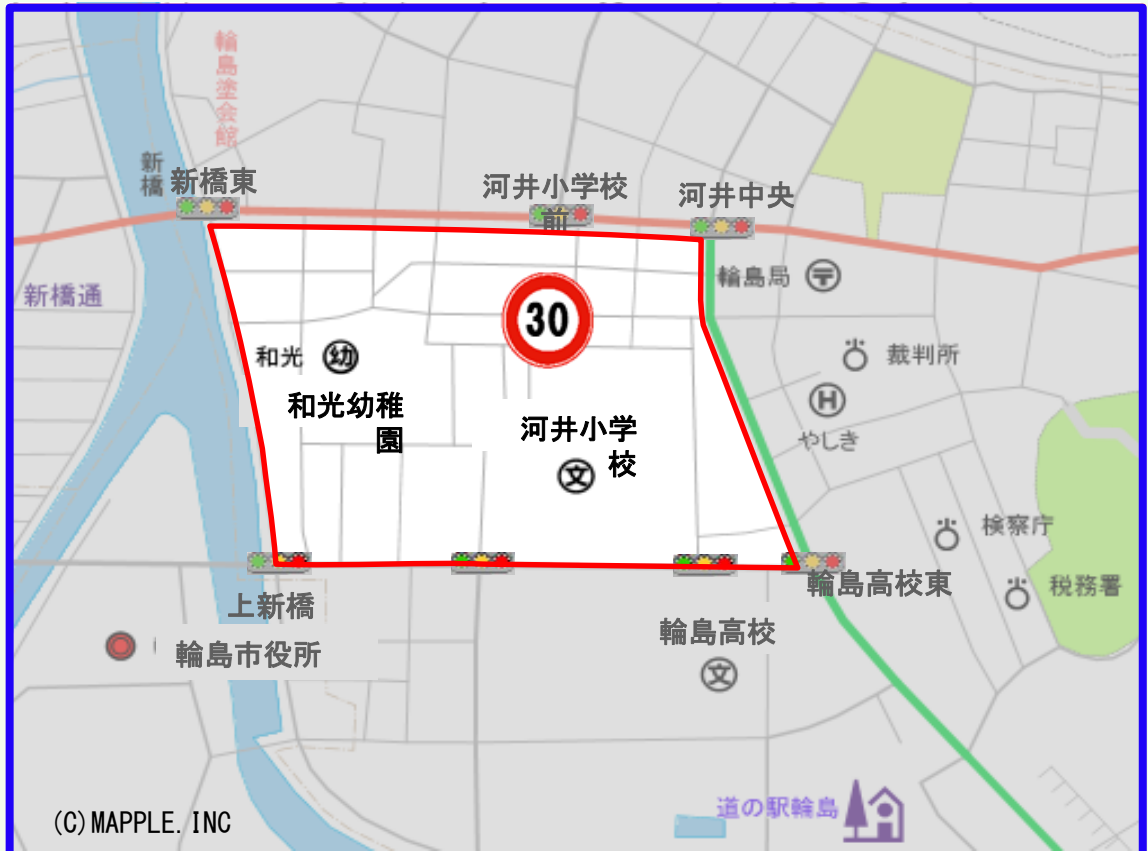 輪島塗会館
新橋
新橋東
河井小学校
前
河井中央
新橋通
輪島局
30
和光
幼
裁判所
和光幼稚
園
H
やしき
河井小学
校
文
検察庁
税務署
上新橋
輪島高校東
輪島市役所
輪島高校
文
道の駅輪島
(C)MAPPLE.INC